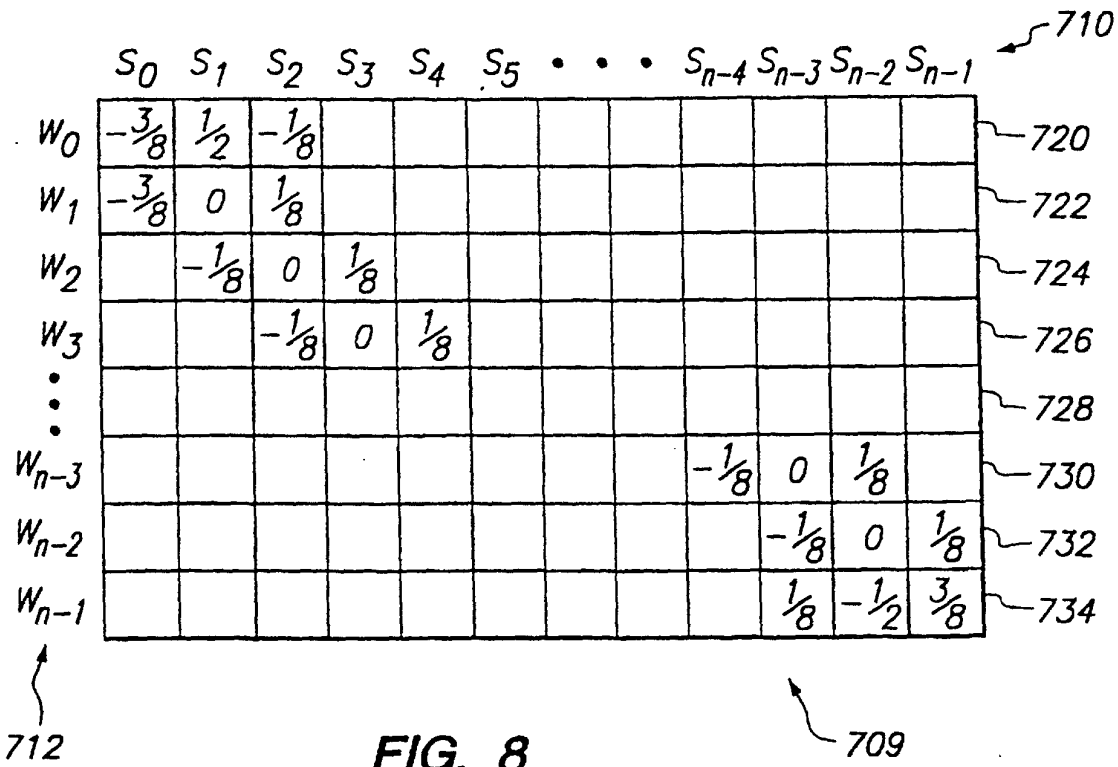 710
S0 S1 S2 S3 S4 S5 • • • Sn-4 Sn-3 Sn-2 Sn-1
W0 -3/8 1/2 -1/8 720
W1 -3/8 0 1/8 722
W2 -1/8 0 1/8 724
W3 -1/8 0 1/8 726
• • • 728
Wn-3 -1/8 0 1/8 730
Wn-2 -1/8 0 1/8 732
Wn-1 1/8 -1/2 3/8 734
712 FIG. 8 709